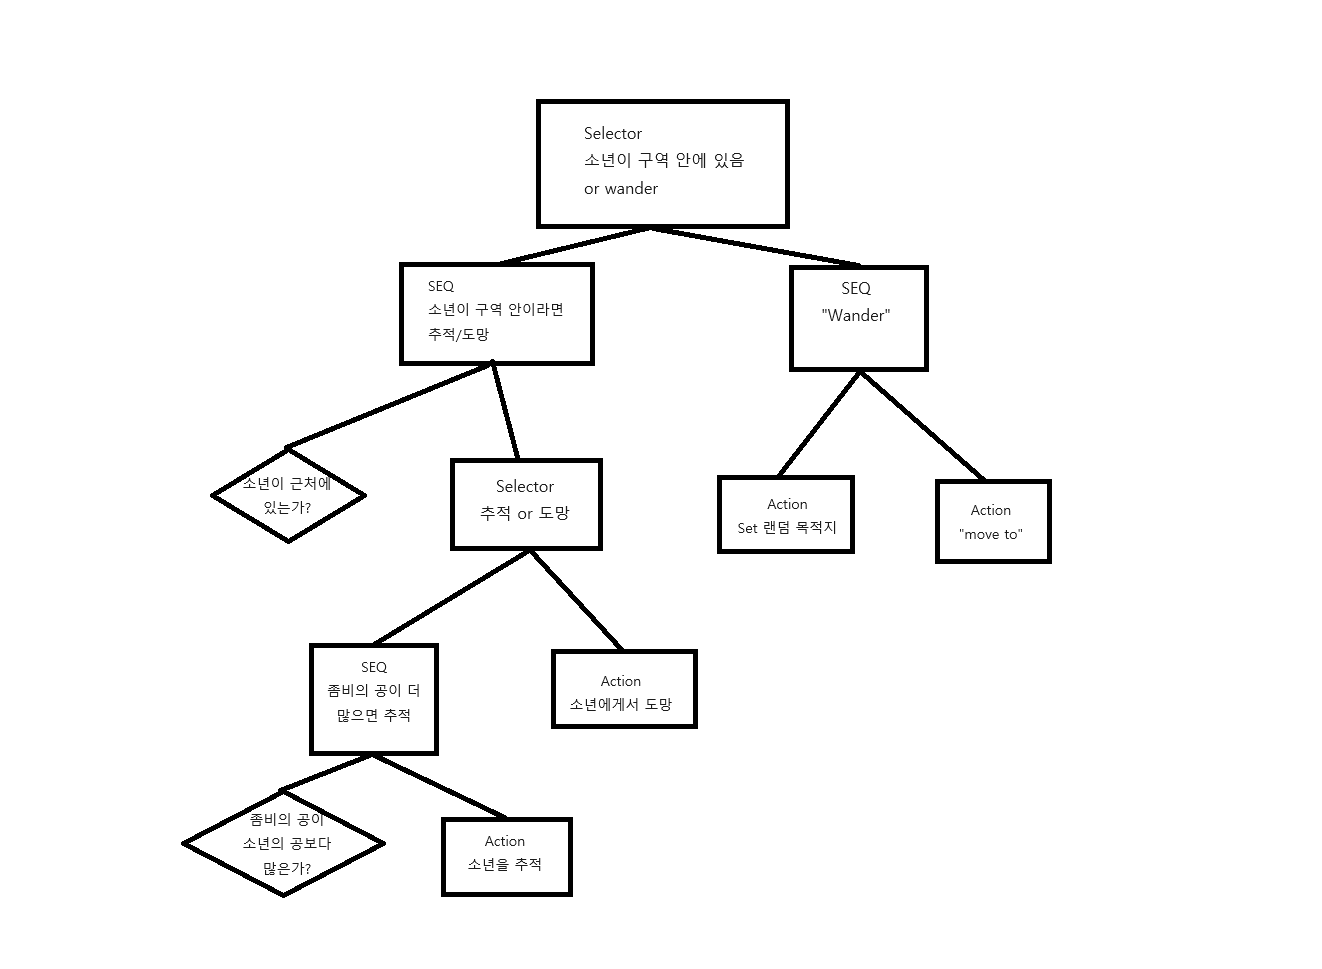 Selector
소년이 구역 안에 있음
or wander
SEQ
소년이 구역 안이라면
추적/도망
SEQ
"Wander"
소년이 근처에
있는가?
Selector
추적 or 도망
Action
Set 랜덤 목적지
Action
"move to"
SEQ
좀비의 공이 더
많으면 추적
Action
소년에게서 도망
좀비의 공이
소년의 공보다
많은가?
Action
소년을 추적